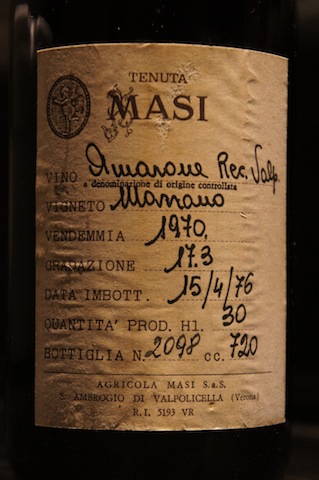 TENUTA
MASI
VINO Amarone Rec. Valp.
a denominazione di origine controllata
VIGNETO Marrano
VENDEMMIA 1970,
GRADAZIONE 17.3
DATA IMBOTT. 15/4/76
QUANTITA' PROD. Hl. 30
BOTTIGLIA N. 2098 cc. 720
AGRICOLA MASI S.a.S.
S. AMBROGIO DI VALPOLICELLA (Verona)
R.I. 5193 VR